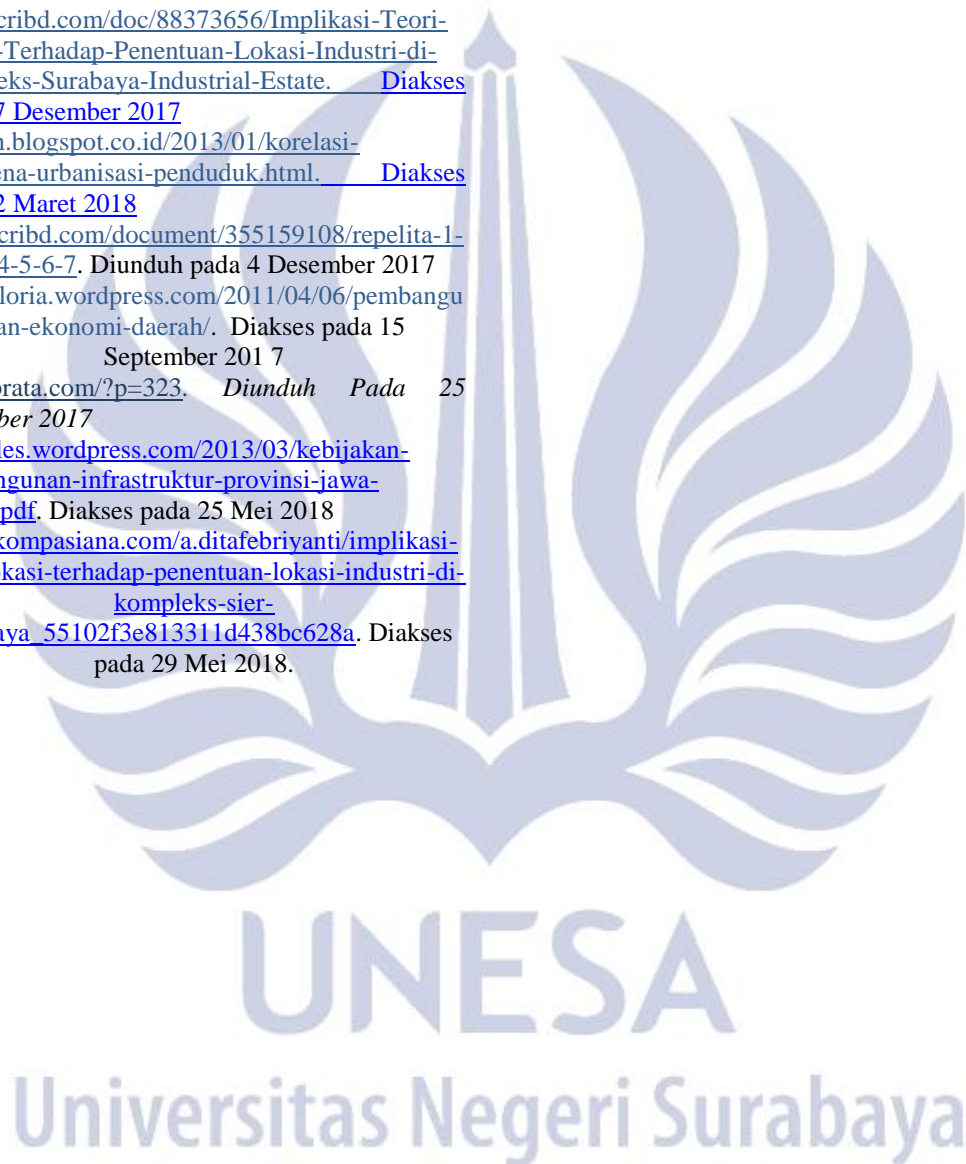 cribd.com/doc/88373656/Implikasi-Teori-
-Terhadap-Penentuan-Lokasi-Industri-di-
eks-Surabaya-Industrial-Estate. Diakses
7 Desember 2017
n.blogspot.co.id/2013/01/korelasi-
ena-urbanisasi-penduduk.html. Diakses
2 Maret 2018
cribd.com/document/355159108/repelita-1-
4-5-6-7. Diunduh pada 4 Desember 2017
loria.wordpress.com/2011/04/06/pembangu
an-ekonomi-daerah/. Diakses pada 15
September 201 7
orata.com/?p=323. Diunduh Pada 25
ber 2017
les.wordpress.com/2013/03/kebijakan-
ngunan-infrastruktur-provinsi-jawa-
pdf. Diakses pada 25 Mei 2018
kompasiana.com/a.ditafebriyanti/implikasi-
okasi-terhadap-penentuan-lokasi-industri-di-
kompleks-sier-
aya_55102f3e813311d438bc628a. Diakses
pada 29 Mei 2018.
UNESA
Universitas Negeri Surabaya